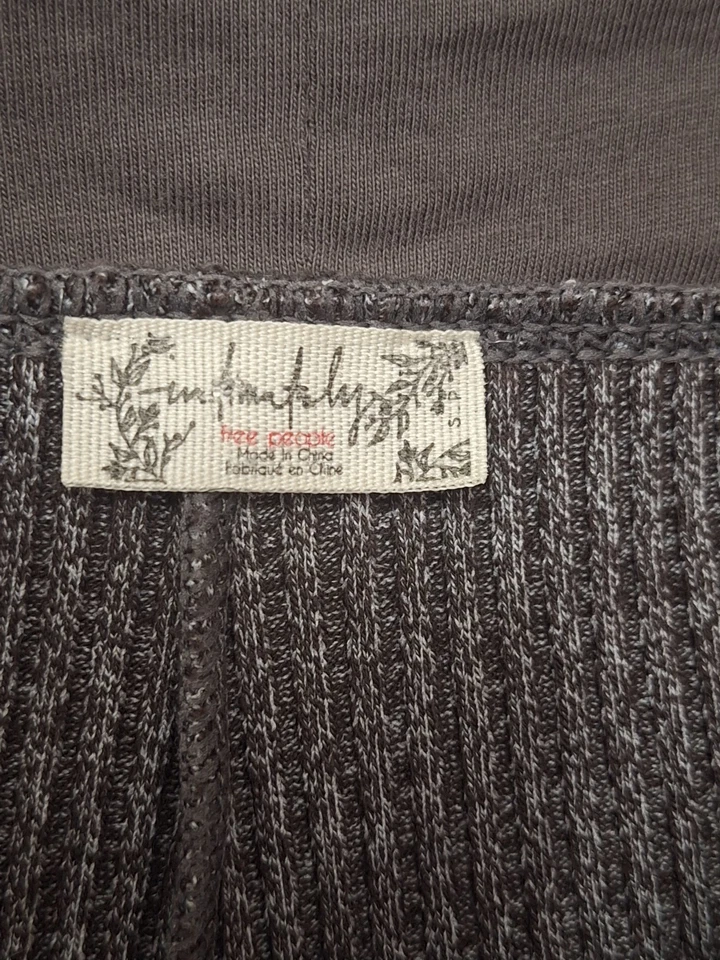 intimately
free people
Made In China
Fabriqué en Chine
S-P